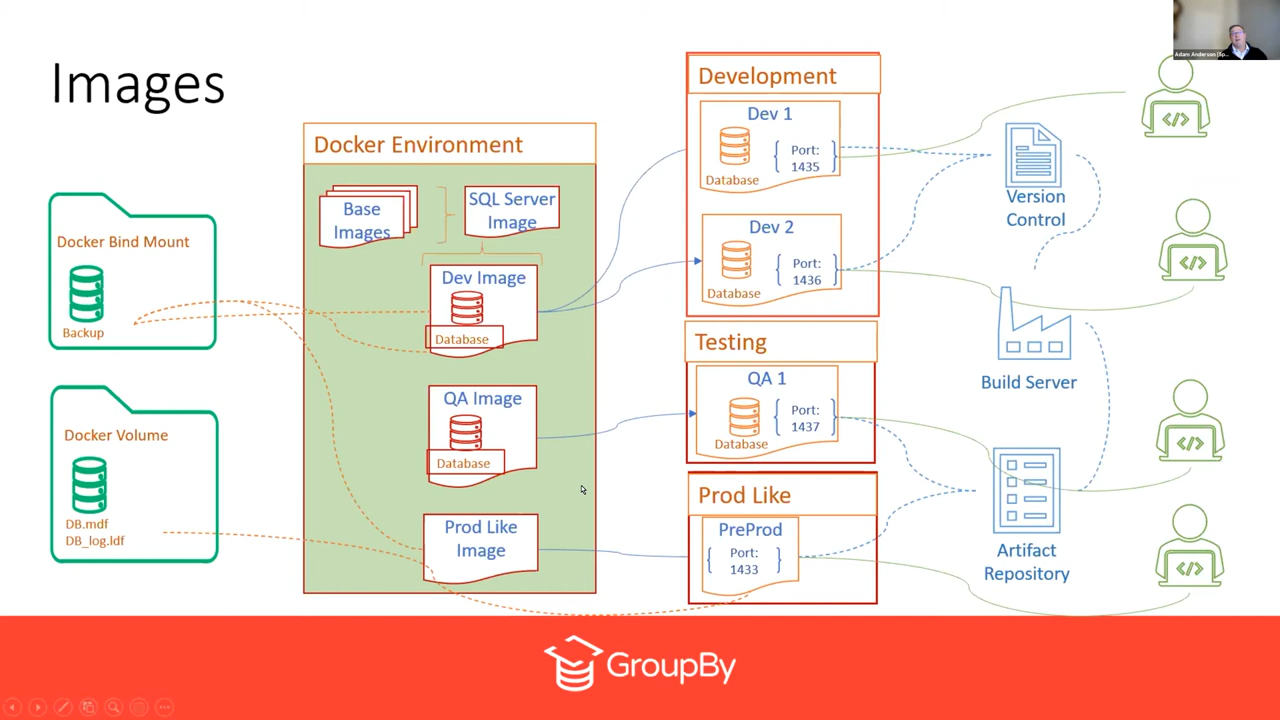 Images
Docker Bind Mount
Backup
Docker Volume
DB.mdf
DB_log.ldf
Docker Environment
Base
Images
SQL Server
Image
Dev Image
Database
QA Image
Database
Prod Like
Image
Development
Dev 1
Port:
1435
Database
Dev 2
Port:
1436
Database
Testing
QA 1
Port:
1437
Database
Prod Like
PreProd
Port:
1433
Version
Control
Build Server
Artifact
Repository
Adam Anderson
GroupBy